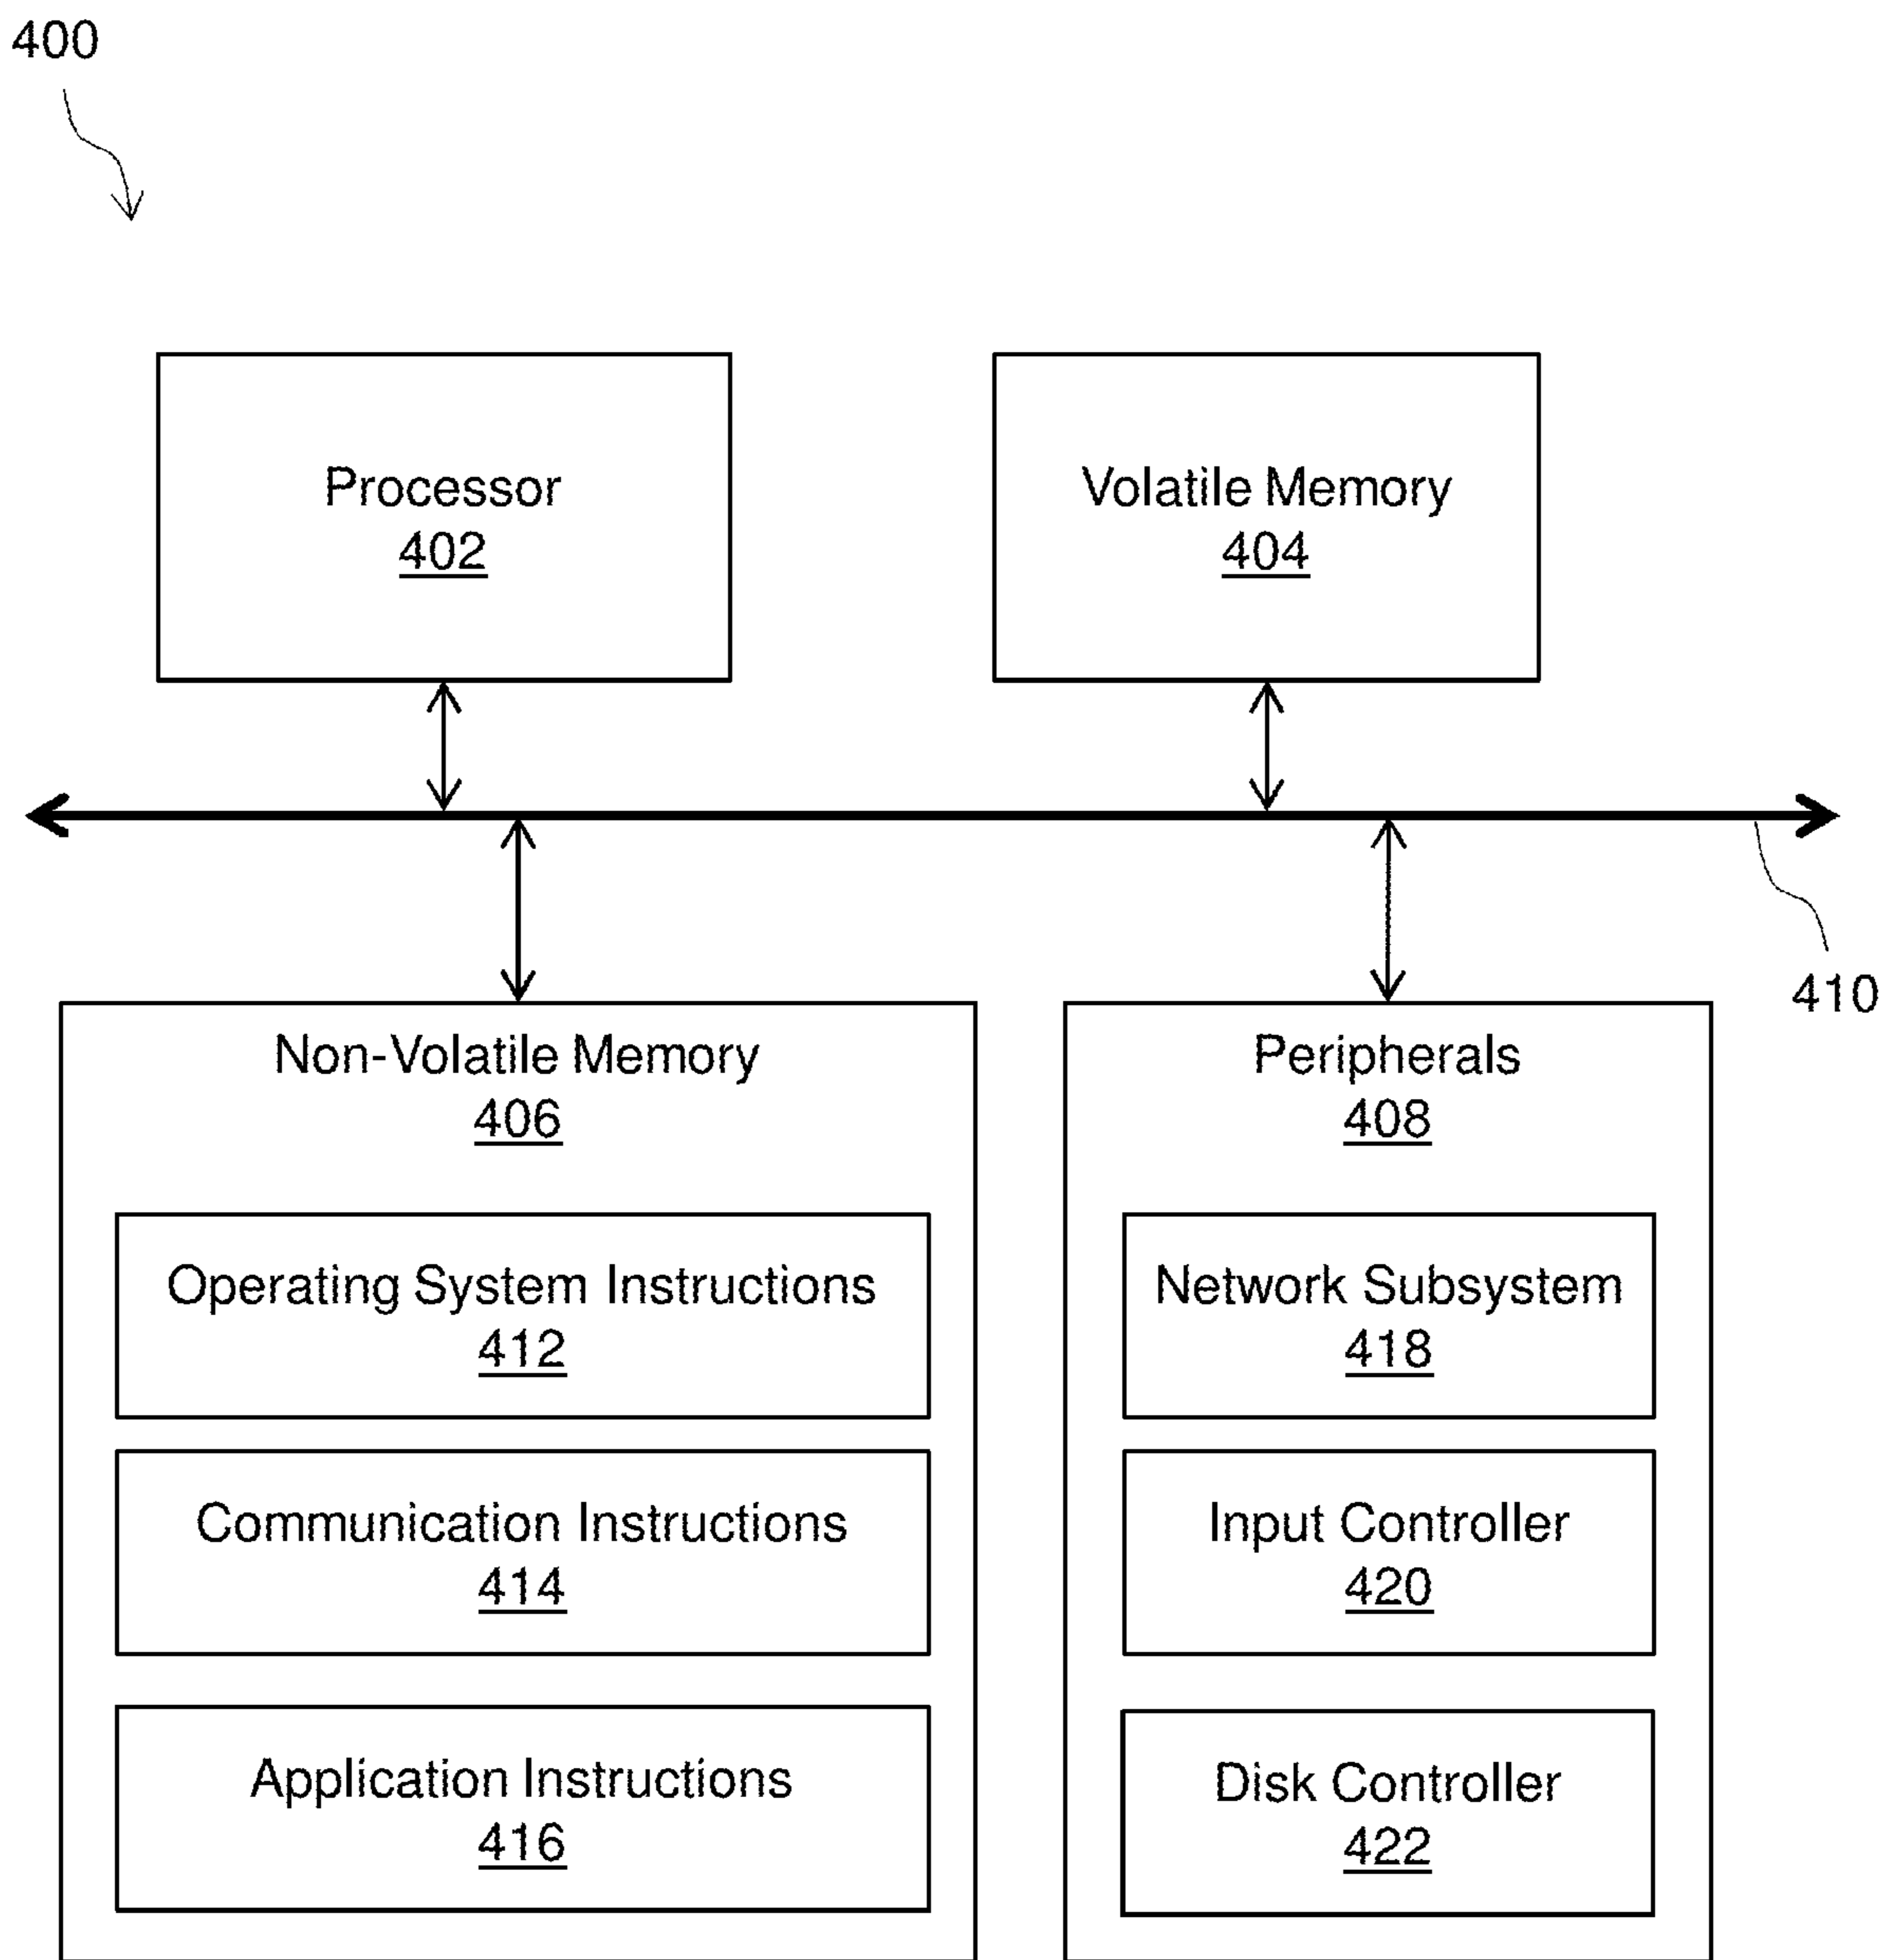 400
Processor
402
Volatile Memory
404
410
Non-Volatile Memory
406
Operating System Instructions
412
Communication Instructions
414
Application Instructions
416
Peripherals
408
Network Subsystem
418
Input Controller
420
Disk Controller
422